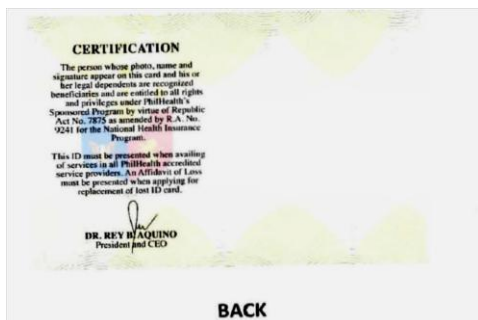 CERTIFICATION
The person whose photo, name and
signature appear on this card and his or
her legal dependents are recognized
beneficiaries and are entitled to all rights
and privileges under PhilHealth's
Sponsored Program by virtue of Republic
Act No. 7875 as amended by R.A. No.
9241 for the National Health Insurance
Program.
This ID must be presented when availing
of services in all PhilHealth accredited
service providers. An Affidavit of Loss
must be presented when applying for
replacement of lost ID card.
DR. REY B. AQUINO
President and CEO
BACK